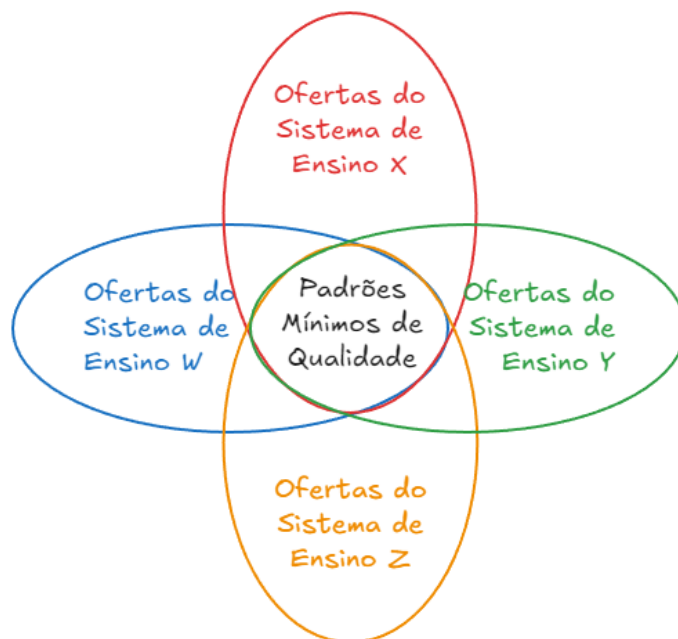 Ofertas do
Sistema de
Ensino X
Ofertas do
Sistema de
Ensino W
Padrões
Mínimos de
Qualidade
Ofertas do
Sistema de
Ensino Y
Ofertas do
Sistema de
Ensino Z